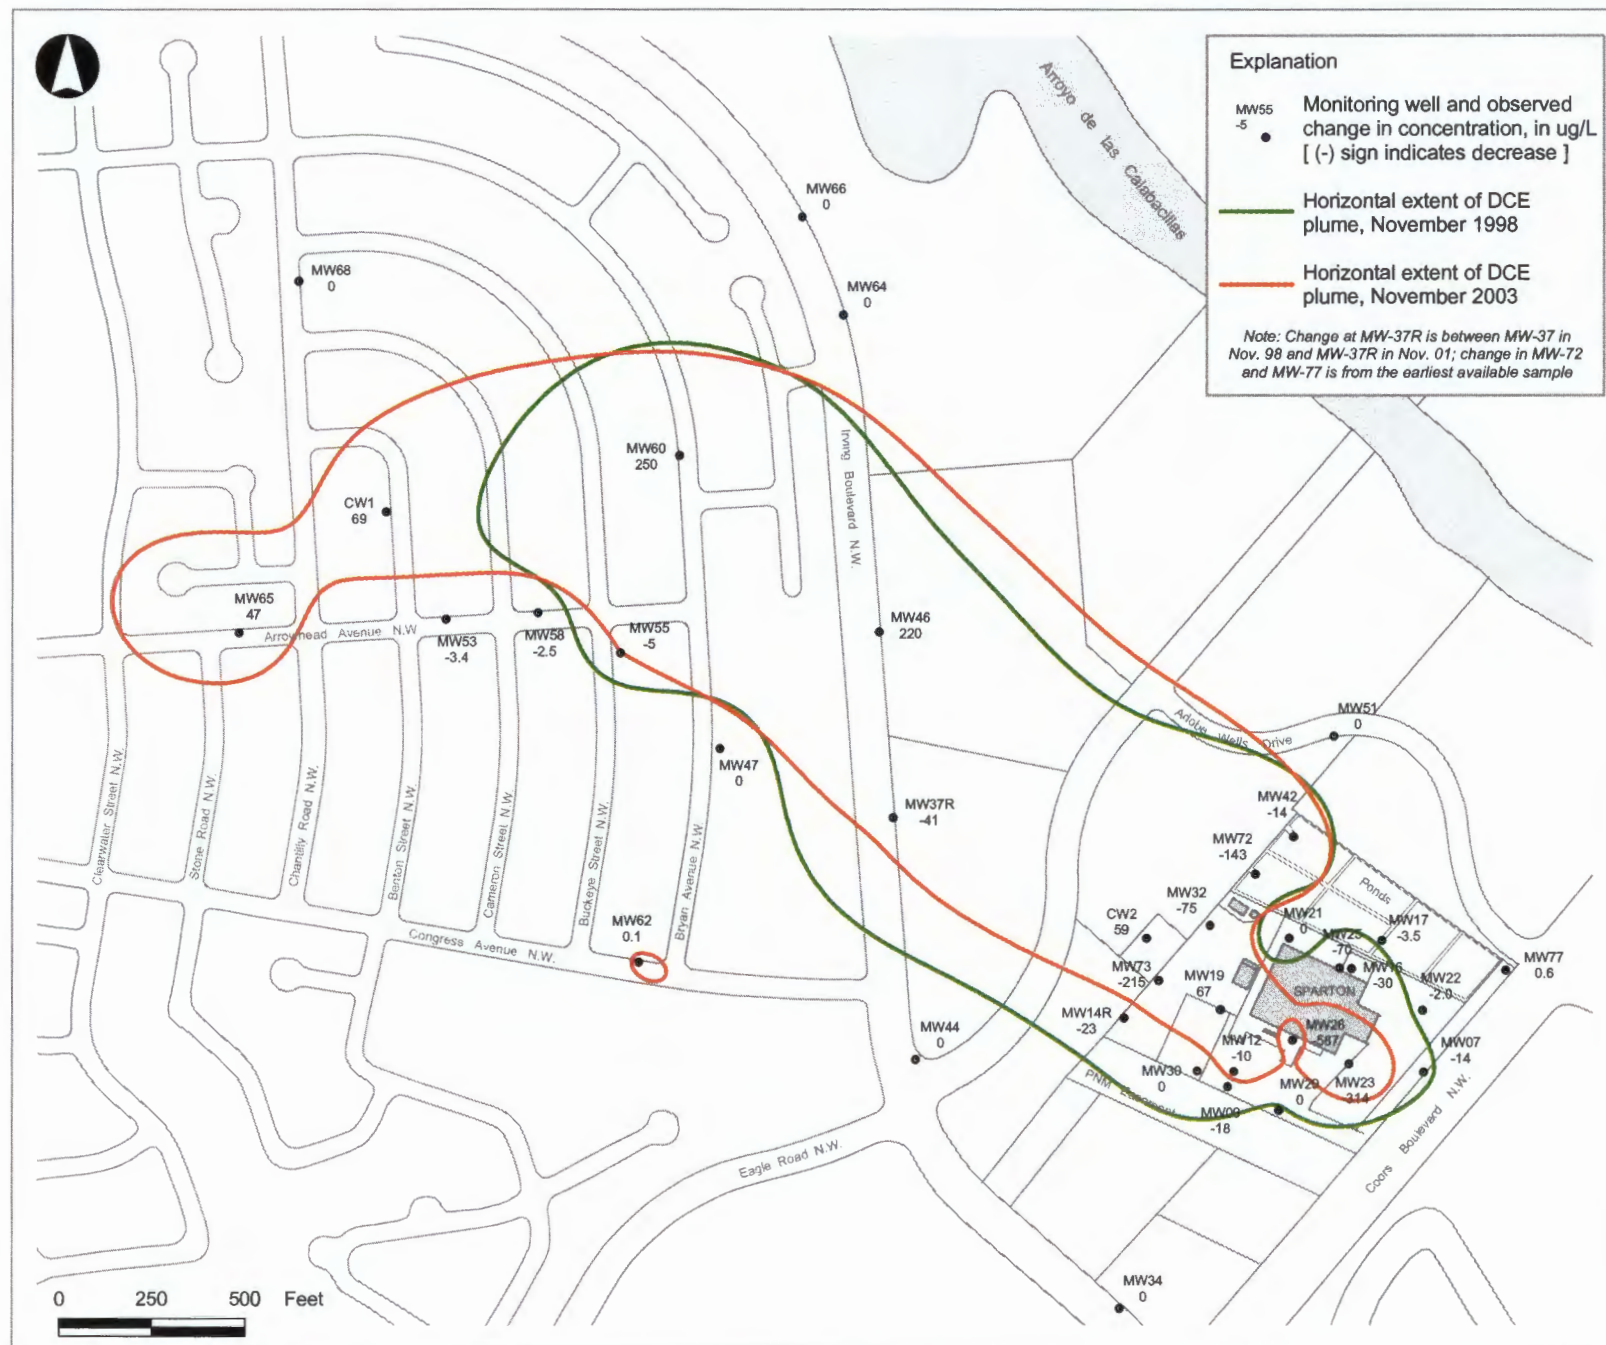 Explanation
MW55
-5
Monitoring well and observed
change in concentration, in ug/L
[ (-) sign indicates decrease ]
Horizontal extent of DCE
plume, November 1998
Horizontal extent of DCE
plume, November 2003
Note: Change at MW-37R is between MW-37 in
Nov. 98 and MW-37R in Nov. 01; change in MW-72
and MW-77 is from the earliest available sample
Arroyo de las Calabacillas
MW66
0
MW68
0
MW64
0
MW60
250
Irving Boulevard N.W.
CW1
69
MW65
47
Arrowhead Avenue N.W
MW53
-3.4
MW58
-2.5
MW55
-5
MW46
220
MW51
0
Adobe Wells Drive
MW47
0
MW37R
-41
MW42
-14
MW72
-143
Clearwater Street N.W.
Stone Road N.W.
Chantilly Road N.W.
Benton Street N.W.
Cameron Street N.W.
Buckeye Street N.W.
Bryan Avenue N.W.
Ponds
MW32
-75
MW21
0
MW17
-3.5
CW2
59
MW25
-70
MW62
0.1
Congress Avenue N.W.
MW77
0.6
MW73
-215
MW19
67
MW16
-30
MW22
-2.0
SPARTON
MW14R
-23
MW26
-587
MW44
0
MW12
-10
MW07
-14
MW30
0
MW29
0
MW23
-314
PNM Easement
MW09
-18
Coors Boulevard N.W.
Eagle Road N.W.
MW34
0
0 250 500 Feet